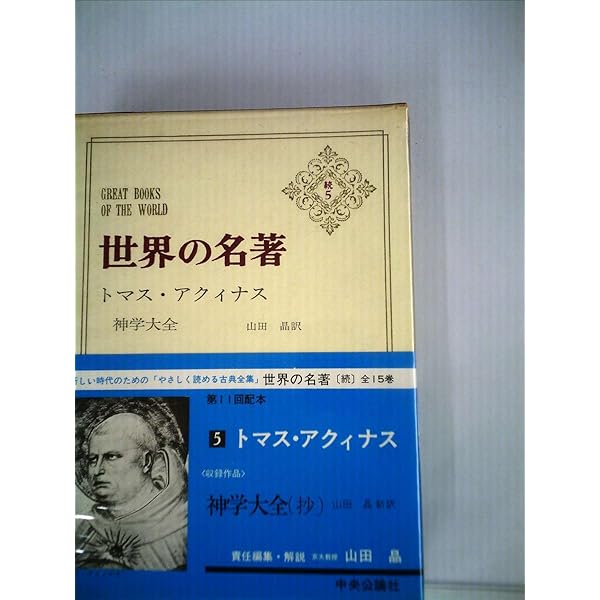 続
5
GREAT BOOKS
OF THE WORLD
世界の名著
トマス・アクィナス
神学大全 山田 晶訳
しい時代のための「やさしく読める古典全集」世界の名著〔続〕全15巻
第11回配本
5 トマス・アクィナス
〈収録作品〉
神学大全(抄) 山田 晶新訳
責任編集・解説 京大教授 山田 晶
中央公論社